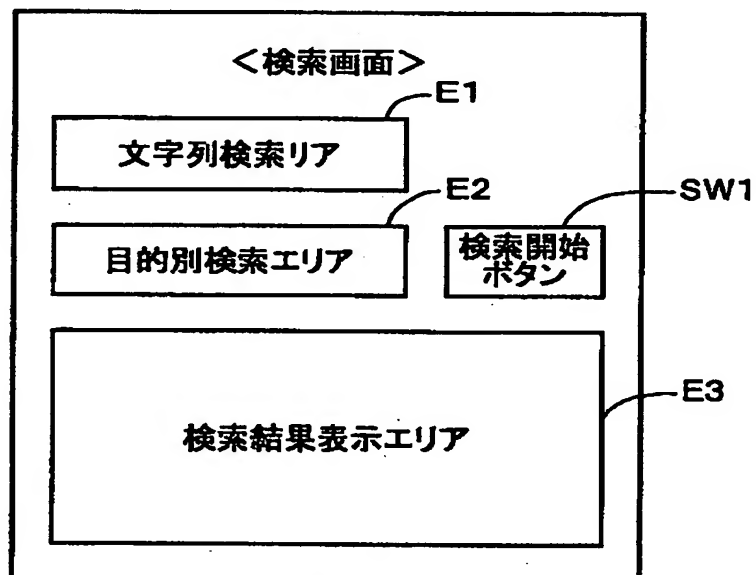 ＜検索画面＞
E1
文字列検索リア
E2
SW1
目的別検索エリア
検索開始
ボタン
E3
検索結果表示エリア